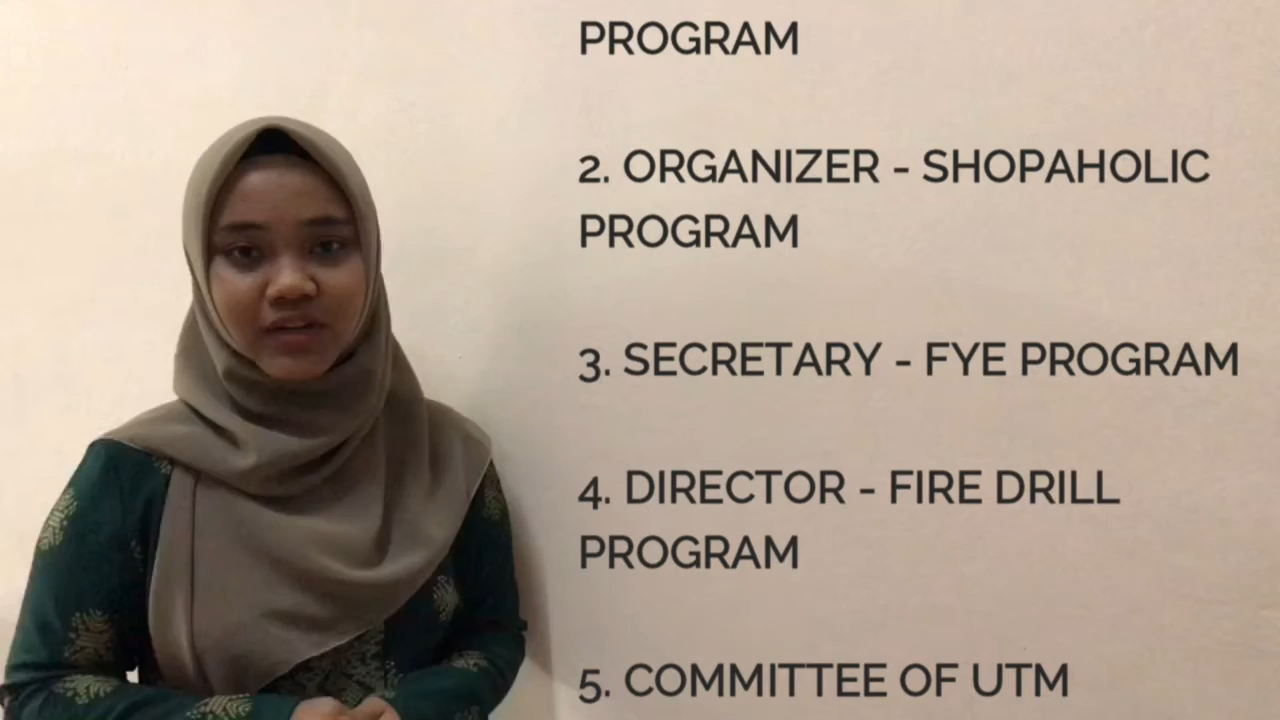 PROGRAM
2. ORGANIZER - SHOPAHOLIC
PROGRAM
3. SECRETARY - FYE PROGRAM
4. DIRECTOR - FIRE DRILL
PROGRAM
5. COMMITTEE OF UTM